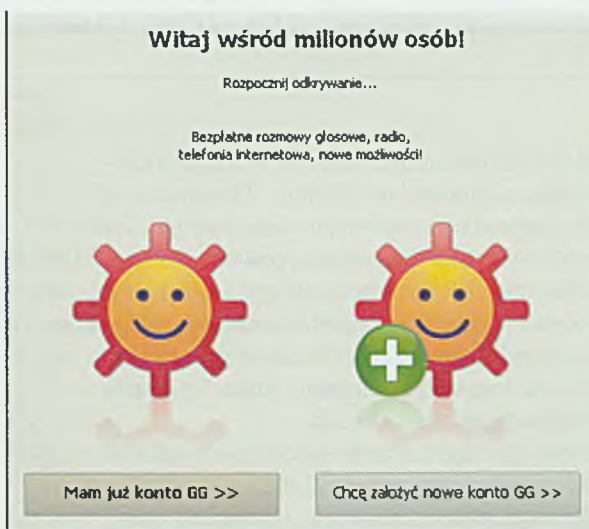 Witaj wśród milionów osób!
Rozpocznij odkrywanie...
Bezpłatne rozmowy głosowe, radio,
telefonia internetowa, nowe możliwości!
Mam już konto GG >>
Chcę założyć nowe konto GG >>